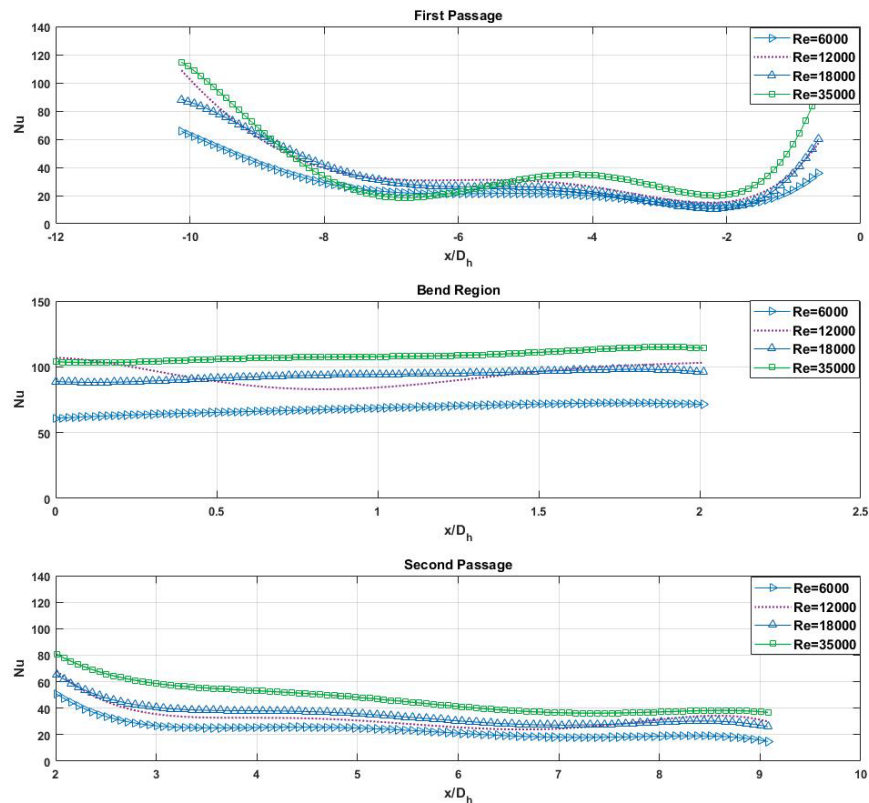 First Passage
140
120
100
80
60
40
20
0
Nu
-12 -10 -8 -6 -4 -2 0
x/D_h
Re=6000
Re=12000
Re=18000
Re=35000
Bend Region
150
100
50
0
Nu
0 0.5 1 1.5 2 2.5
x/D_h
Re=6000
Re=12000
Re=18000
Re=35000
Second Passage
140
120
100
80
60
40
20
0
Nu
2 3 4 5 6 7 8 9 10
x/D_h
Re=6000
Re=12000
Re=18000
Re=35000